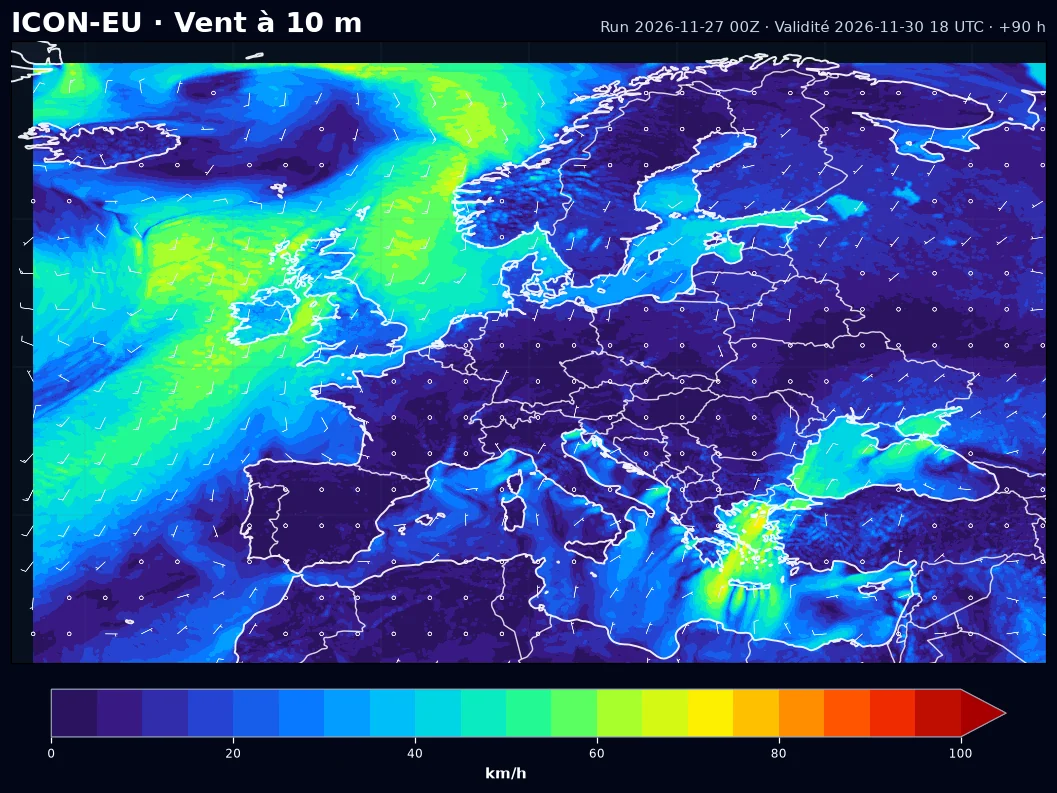 ICON-EU · Vent à 10 m
Run 2026-11-27 00Z · Validité 2026-11-30 18 UTC · +90 h
0 20 40 60 80 100
km/h